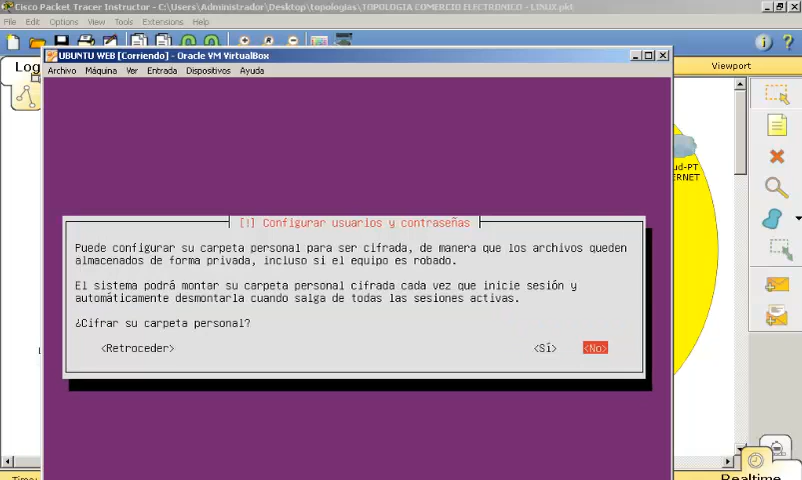 Cisco Packet Tracer Instructor - C:\Users\Administrador\Desktop\topologias\TOPOLOGIA COMERCIO ELECTRONICO - LINUX.pkt
File Edit Options View Tools Extensions Help
Log
Viewport
UBUNTU WEB [Corriendo] - Oracle VM VirtualBox
Archivo Máquina Ver Entrada Dispositivos Ayuda
ud-PT
ERNET
[!] Configurar usuarios y contraseñas
Puede configurar su carpeta personal para ser cifrada, de manera que los archivos queden
almacenados de forma privada, incluso si el equipo es robado.
El sistema podrá montar su carpeta personal cifrada cada vez que inicie sesión y
automáticamente desmontarla cuando salga de todas las sesiones activas.
¿Cifrar su carpeta personal?
<Retroceder> <Sí> <No>
Time:
Realtime